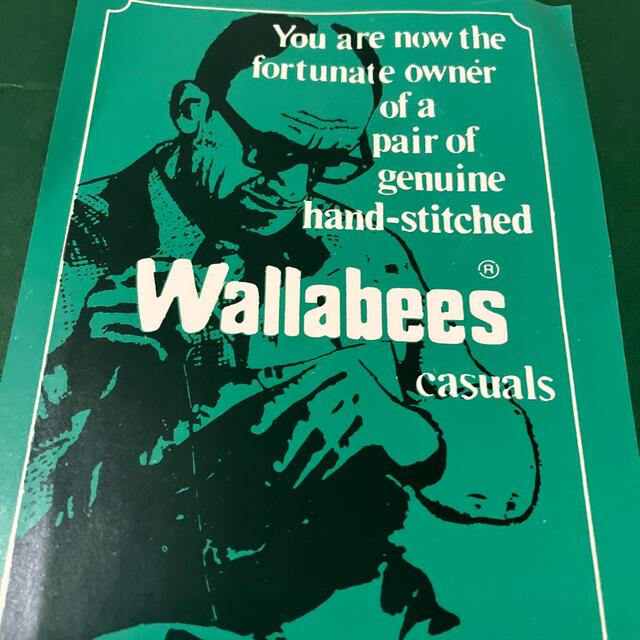 You are now the
fortunate owner
of a
pair of
genuine
hand-stitched
Wallabees®
casuals